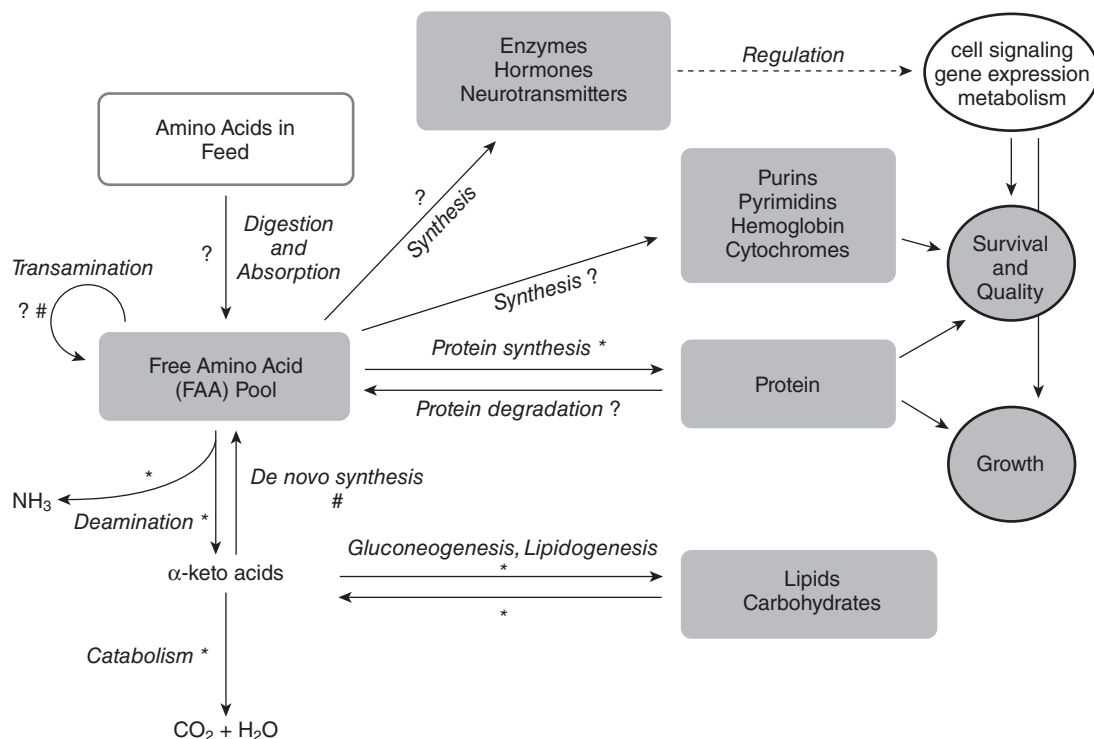 Enzymes
Hormones
Neurotransmitters
Regulation
cell signaling
gene expression
metabolism
Amino Acids in
Feed
?
Synthesis
Purins
Pyrimidins
Hemoglobin
Cytochromes
Survival
and
Quality
?
Digestion
and
Absorption
Transamination
? #
Synthesis ?
Free Amino Acid
(FAA) Pool
Protein synthesis *
Protein degradation ?
Protein
Growth
*
NH₃
Deamination *
De novo synthesis
#
α-keto acids
Gluconeogenesis, Lipidogenesis
*
*
Lipids
Carbohydrates
Catabolism *
CO₂ + H₂O